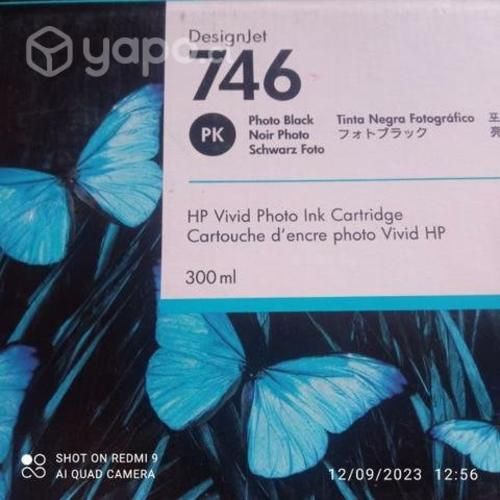 yapo.cl
DesignJet
746
PK
Photo Black
Noir Photo
Schwarz Foto
Tinta Negra Fotográfico
フォトブラック
HP Vivid Photo Ink Cartridge
Cartouche d'encre photo Vivid HP
300 ml
SHOT ON REDMI 9
AI QUAD CAMERA
12/09/2023 12:56